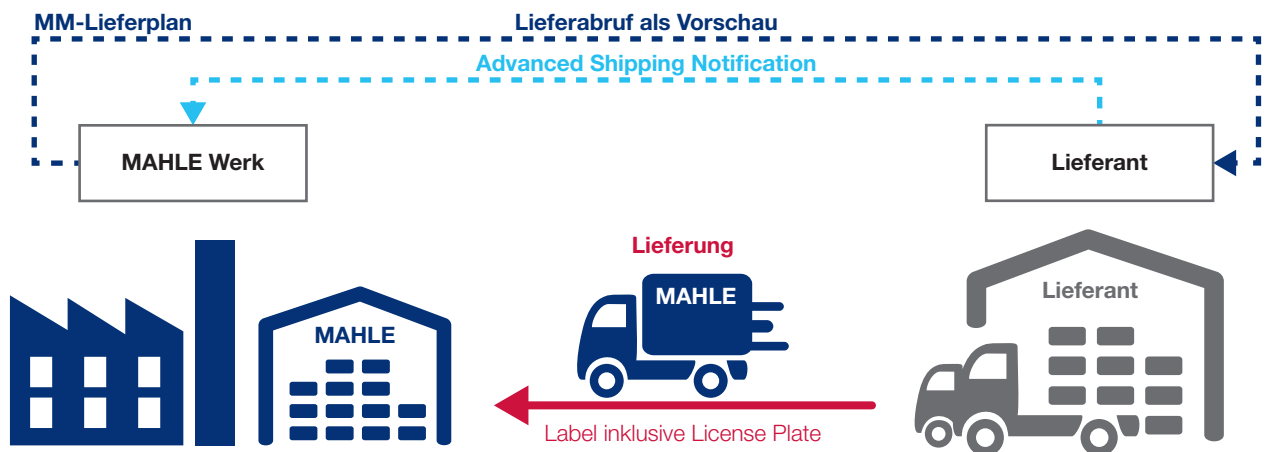 MM-Lieferplan
Lieferabruf als Vorschau
Advanced Shipping Notification
MAHLE Werk
Lieferant
Lieferung
MAHLE
Lieferant
MAHLE
Label inklusive License Plate